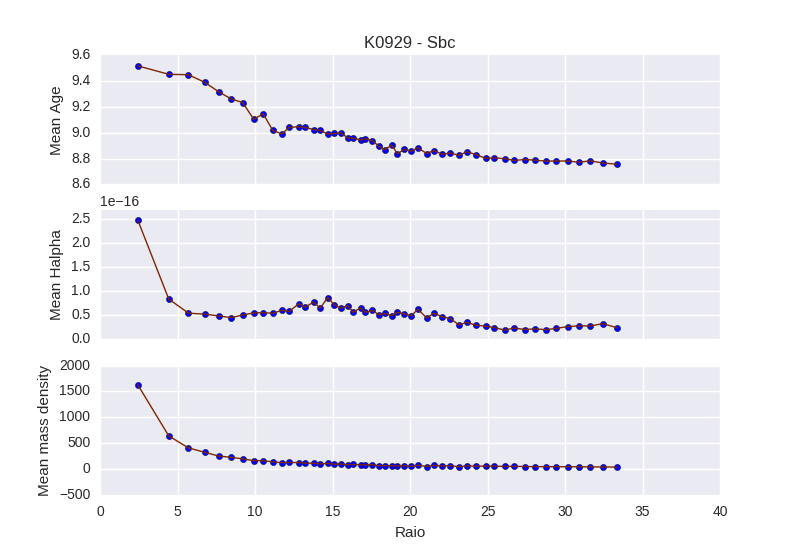 K0929 - Sbc
9.6
9.4
9.2
9.0
8.8
8.6
Mean Age
1e−16
2.5
2.0
1.5
1.0
0.5
0.0
Mean Halpha
2000
1500
1000
500
0
−500
Mean mass density
0 5 10 15 20 25 30 35 40
Raio